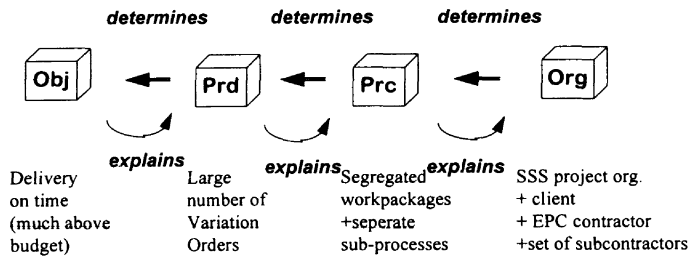 determines determines determines
Obj Prd Prc Org
explains explains explains
Delivery
on time
(much above
budget)
Large
number of
Variation
Orders
Segregated
workpackages
+seperate
sub-processes
SSS project org.
+ client
+ EPC contractor
+set of subcontractors